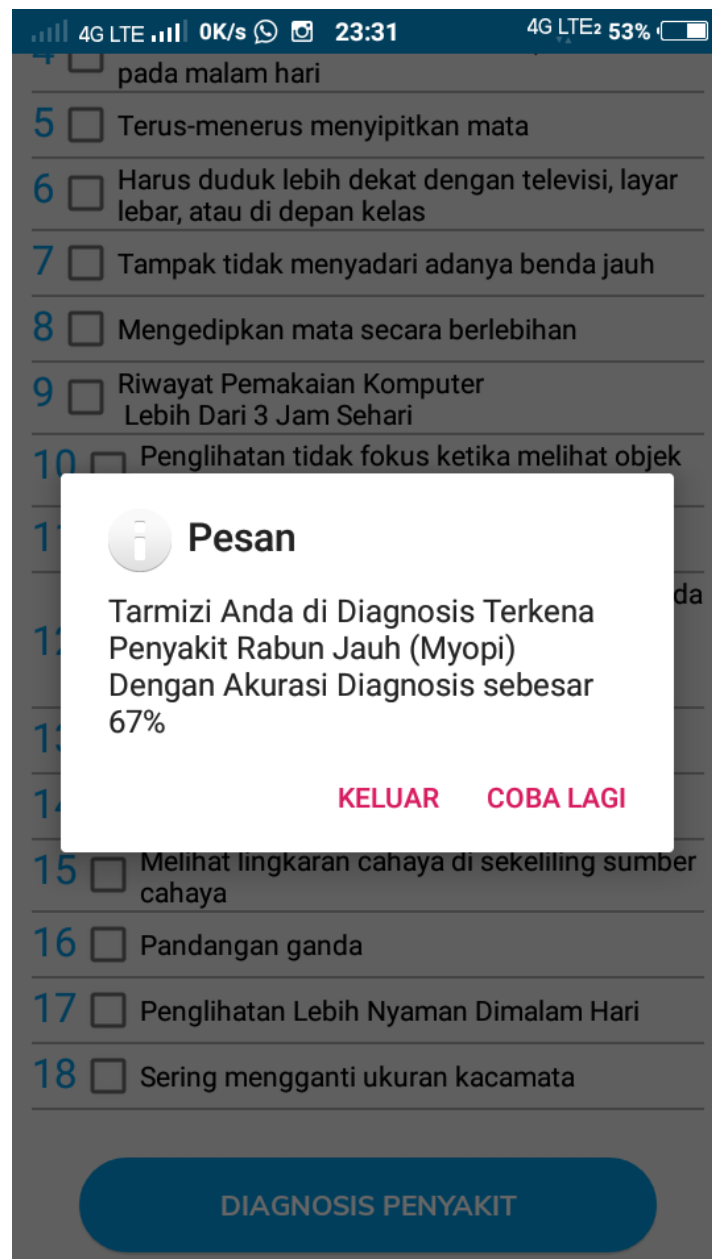 4G LTE 0K/s 23:31 4G LTE2 53%
pada malam hari
5 Terus-menerus menyipitkan mata
6 Harus duduk lebih dekat dengan televisi, layar
lebar, atau di depan kelas
7 Tampak tidak menyadari adanya benda jauh
8 Mengedipkan mata secara berlebihan
9 Riwayat Pemakaian Komputer
Lebih Dari 3 Jam Sehari
10 Penglihatan tidak fokus ketika melihat objek
Pesan
Tarmizi Anda di Diagnosis Terkena
Penyakit Rabun Jauh (Myopi)
Dengan Akurasi Diagnosis sebesar
67%
KELUAR COBA LAGI
15 Melihat lingkaran cahaya di sekeliling sumber
cahaya
16 Pandangan ganda
17 Penglihatan Lebih Nyaman Dimalam Hari
18 Sering mengganti ukuran kacamata
DIAGNOSIS PENYAKIT